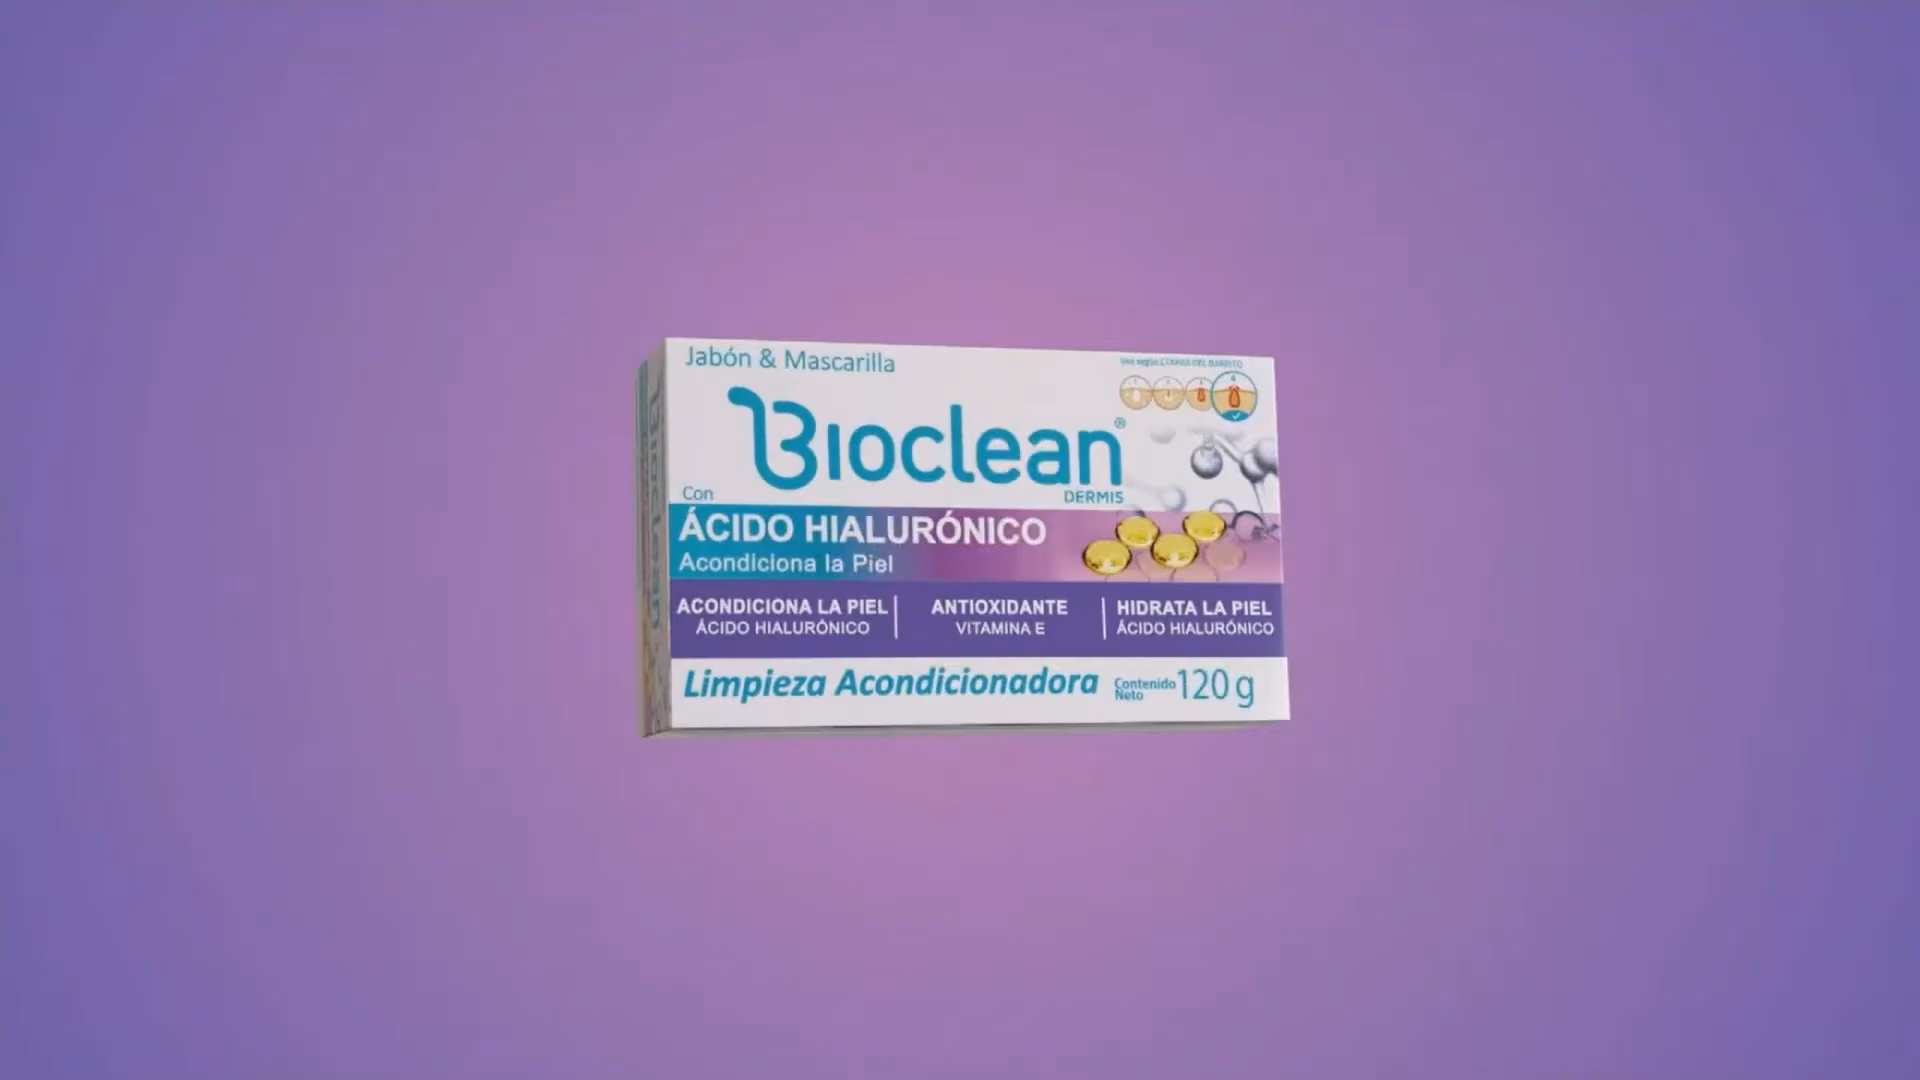 Jabón & Mascarilla
Bioclean®
DERMIS
Con
ÁCIDO HIALURÓNICO
Acondiciona la Piel
ACONDICIONA LA PIEL
ÁCIDO HIALURÓNICO
ANTIOXIDANTE
VITAMINA E
HIDRATA LA PIEL
ÁCIDO HIALURÓNICO
Limpieza Acondicionadora
Contenido
Neto
120 g
Bioclean